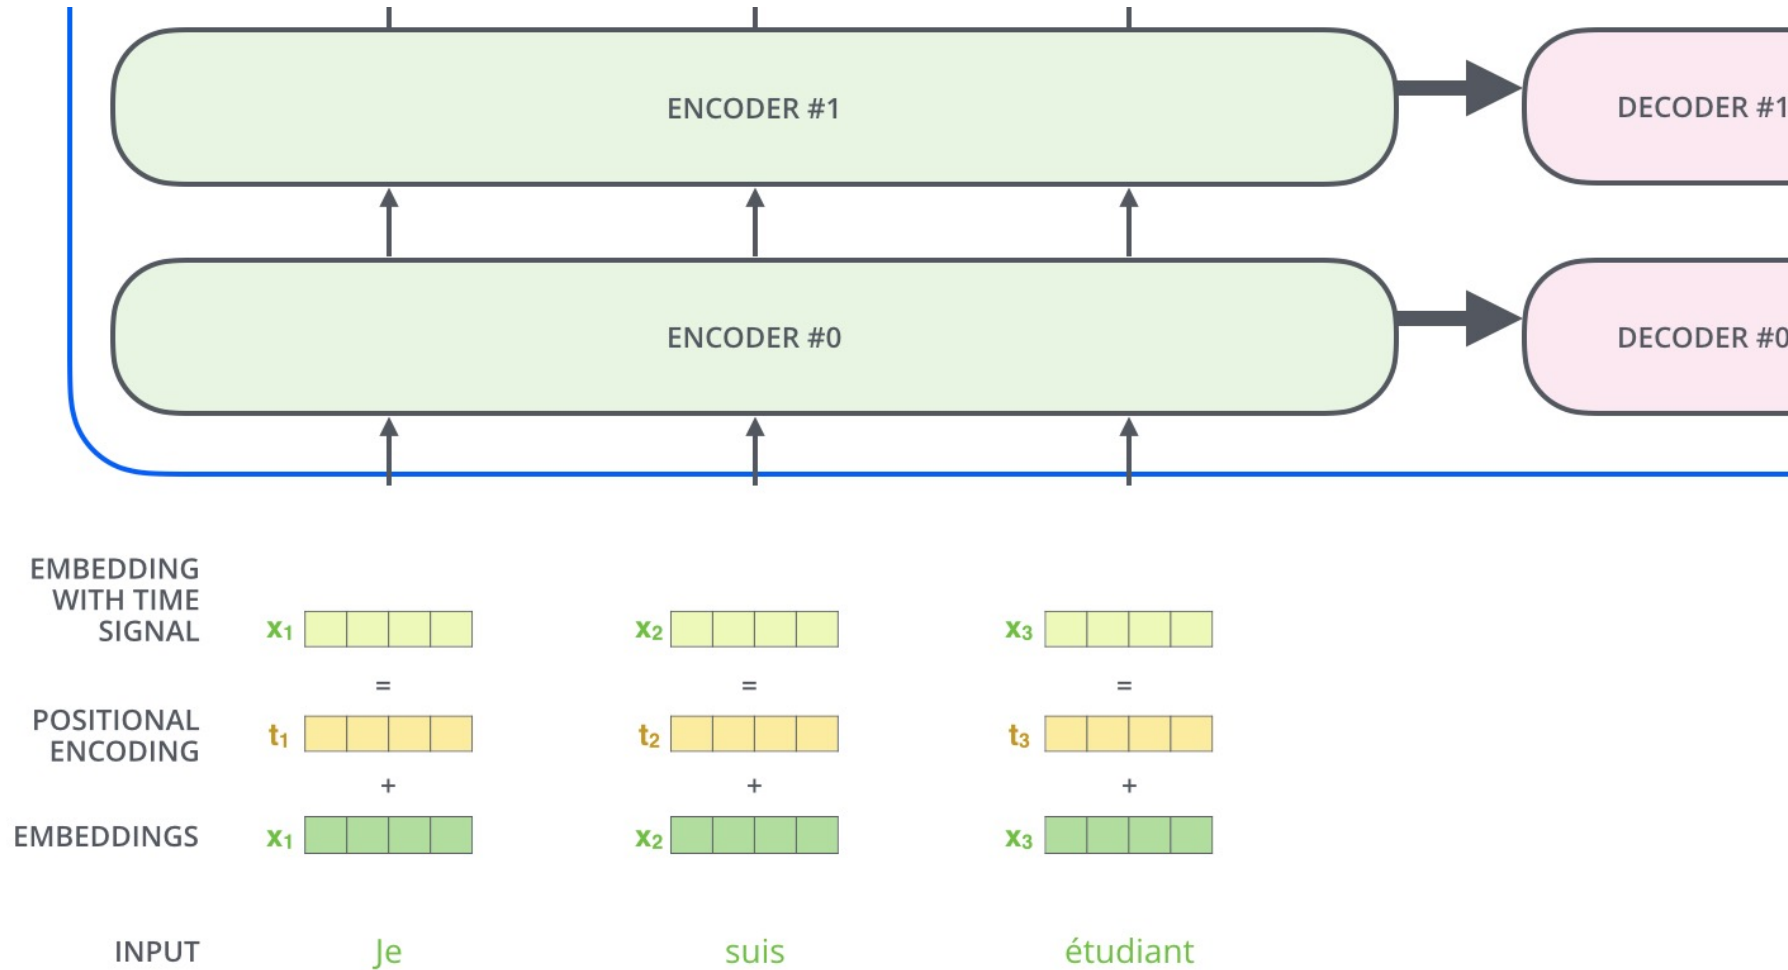 ENCODER #1
DECODER #1
ENCODER #0
DECODER #0
EMBEDDING
WITH TIME
SIGNAL
x₁
x₂
x₃
= = =
POSITIONAL
ENCODING
t₁
t₂
t₃
+ + +
EMBEDDINGS
x₁
x₂
x₃
INPUT
Je
suis
étudiant